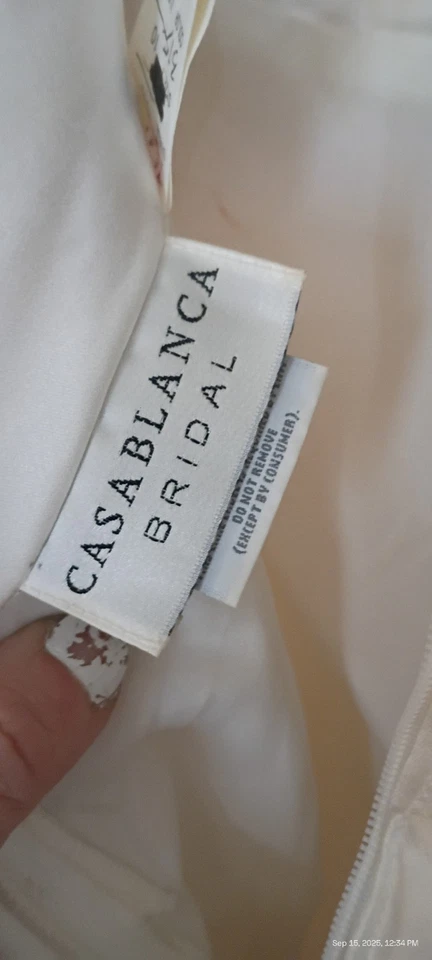 CASABLANCA
BRIDAL
DO NOT REMOVE
(EXCEPT BY CONSUMER).
Sep 15, 2025, 12:34 PM